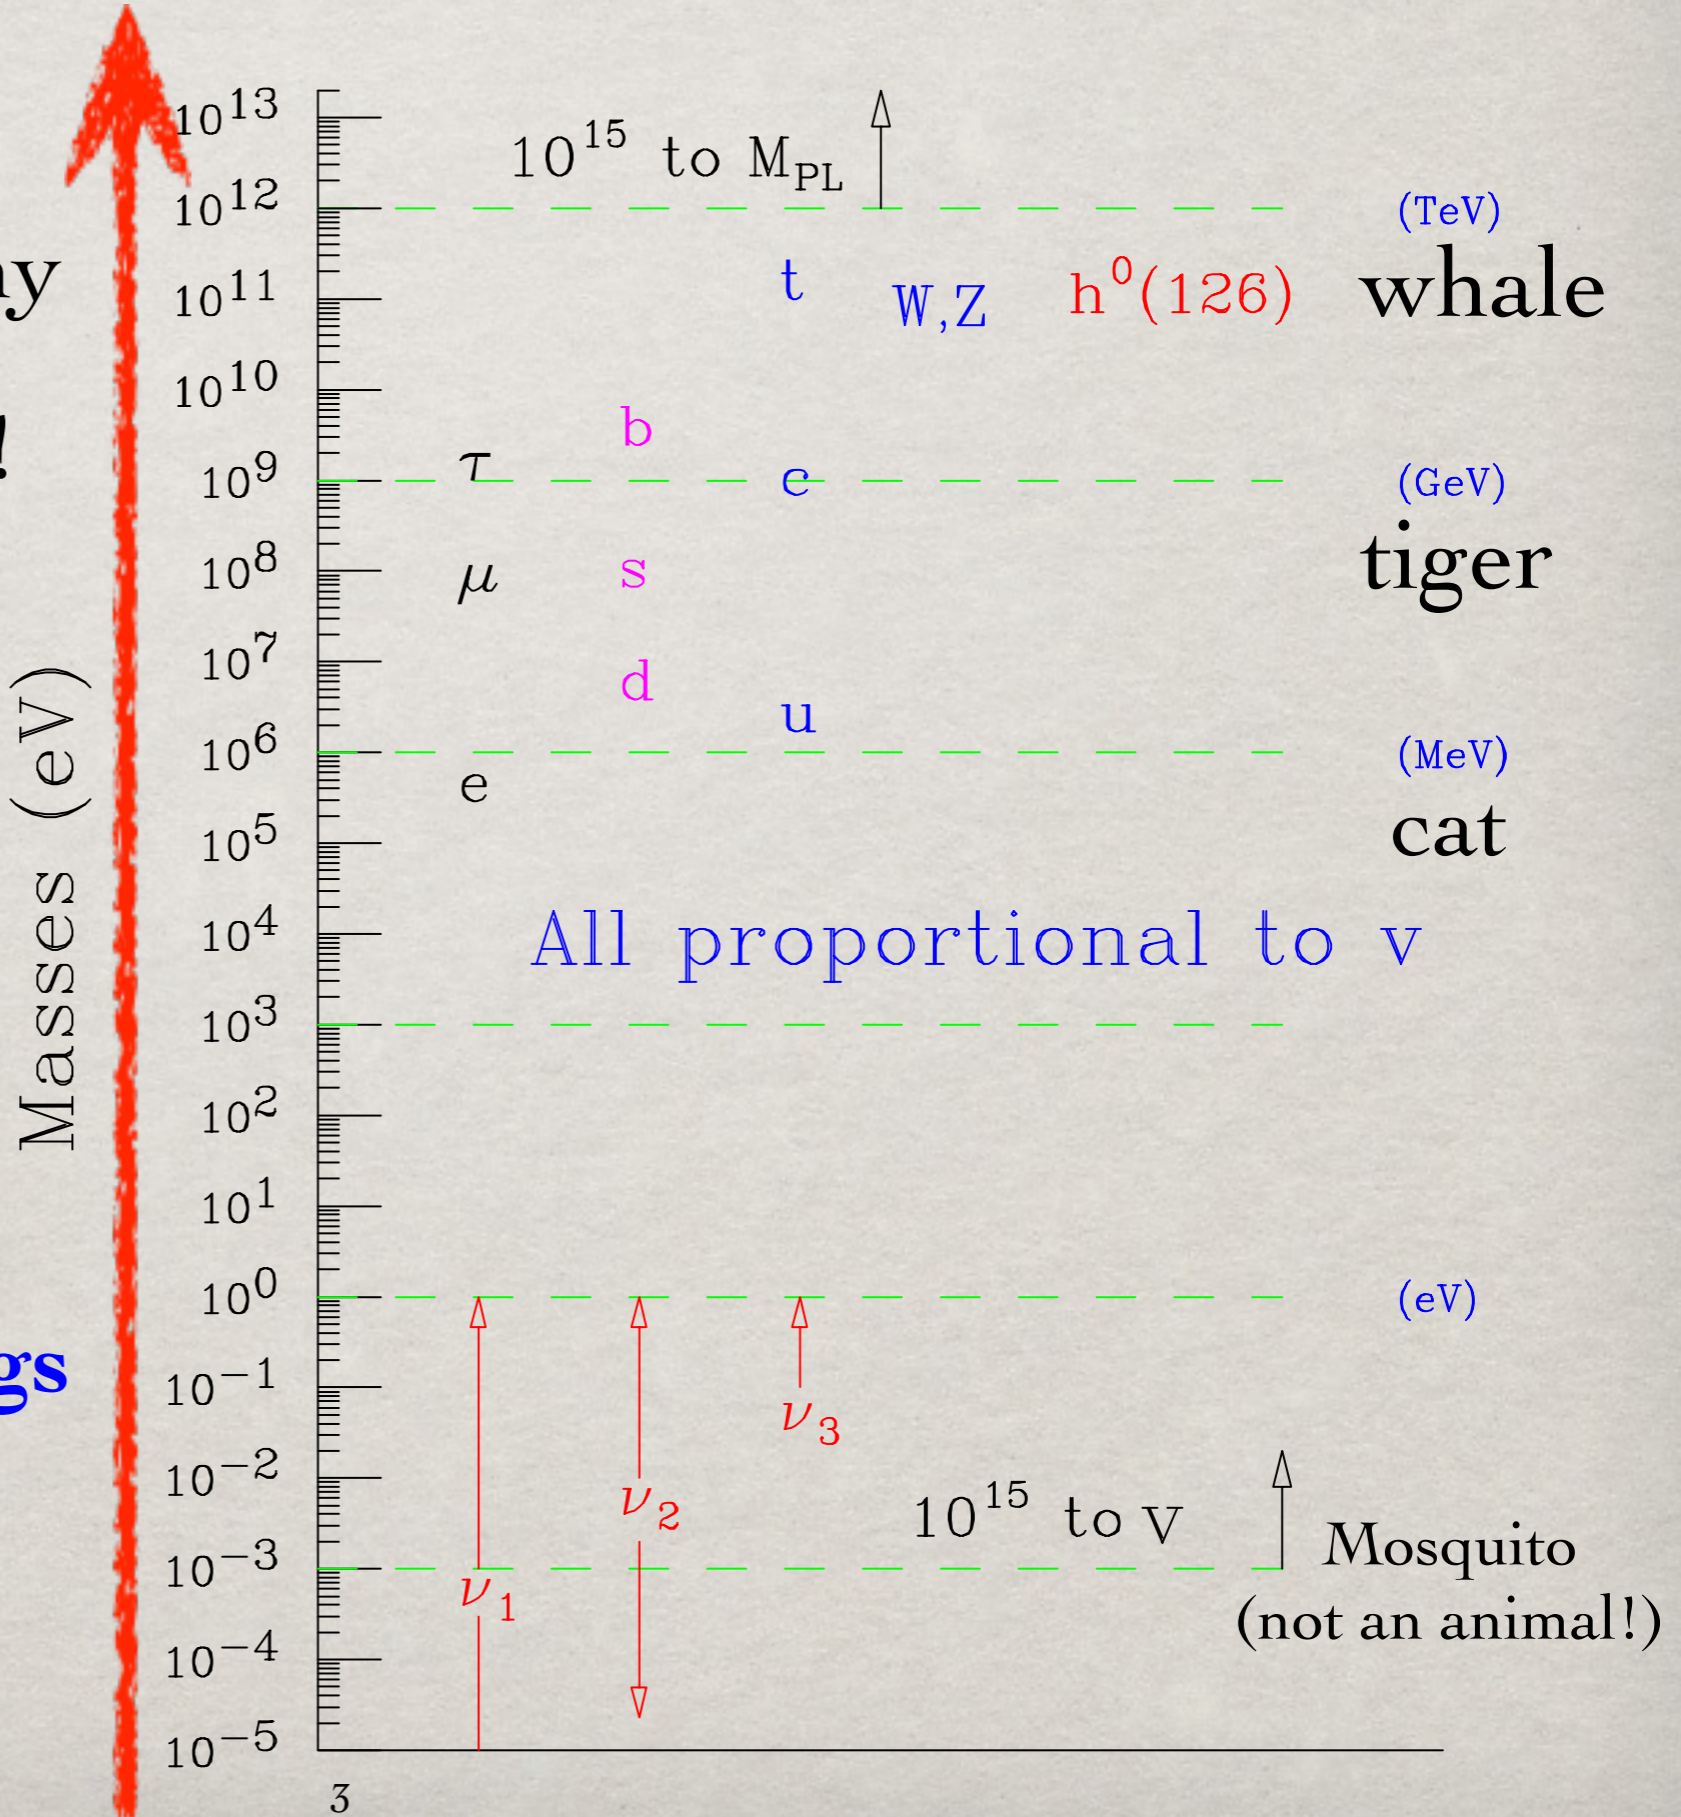 10^13
10^15 to M_PL
10^12
(TeV)
t
W,Z
h^0(126)
whale
10^11
10^10
b
!
τ
10^9
c
(GeV)
tiger
10^8
μ
s
10^7
d
u
Masses (eV)
10^6
(MeV)
e
10^5
cat
10^4
All proportional to v
10^3
10^2
10^1
10^0
(eV)
10^-1
ν_3
10^-2
ν_2
10^15 to v
10^-3
Mosquito
ν_1
(not an animal!)
10^-4
10^-5
3